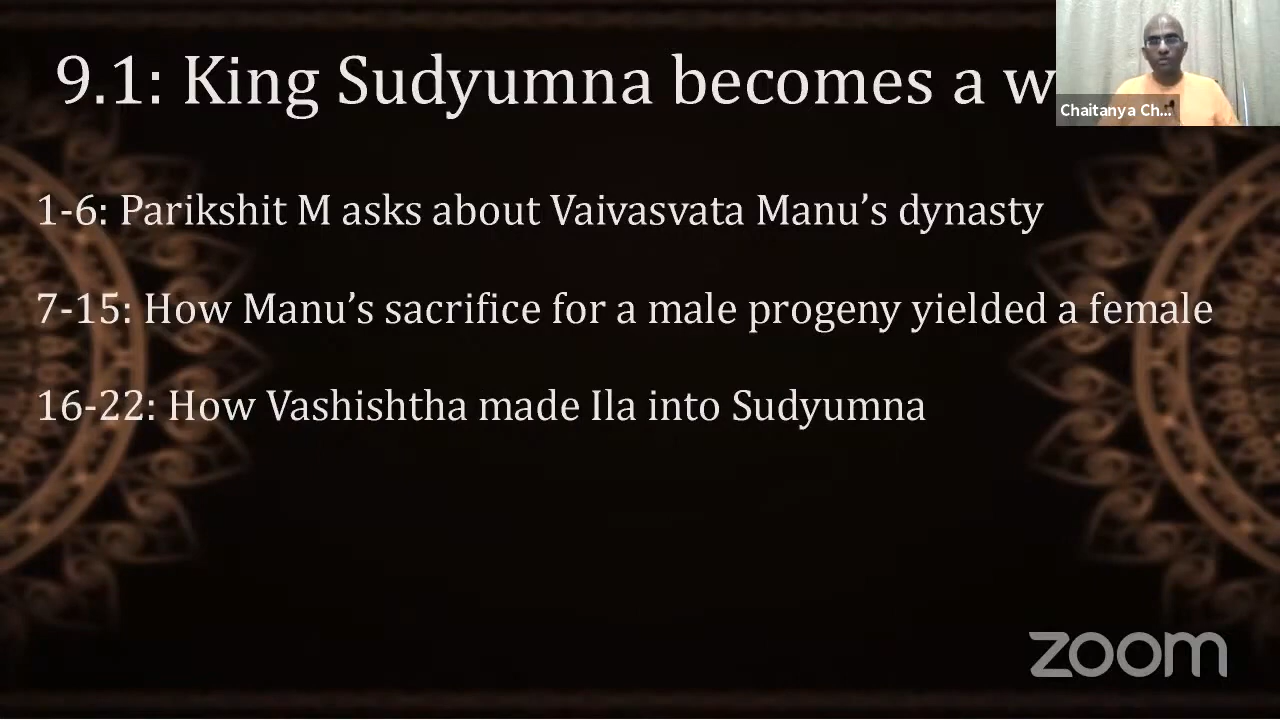 9.1: King Sudyumna becomes a w
Chaitanya Ch...
1-6: Parikshit M asks about Vaivasvata Manu’s dynasty
7-15: How Manu’s sacrifice for a male progeny yielded a female
16-22: How Vashishtha made Ila into Sudyumna
zoom